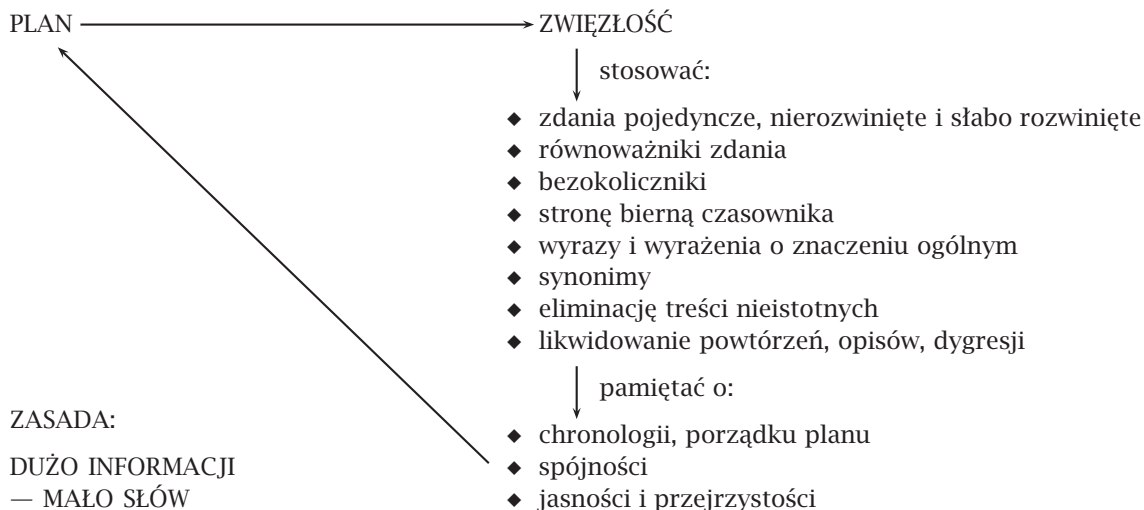 PLAN
ZWIĘZŁOŚĆ
stosować:
◆ zdania pojedyncze, nierozwinięte i słabo rozwinięte
◆ równoważniki zdania
◆ bezokoliczniki
◆ stronę bierną czasownika
◆ wyrazy i wyrażenia o znaczeniu ogólnym
◆ synonimy
◆ eliminację treści nieistotnych
◆ likwidowanie powtórzeń, opisów, dygresji
pamiętać o:
◆ chronologii, porządku planu
◆ spójności
◆ jasności i przejrzystości
ZASADA:
DUŻO INFORMACJI
— MAŁO SŁÓW